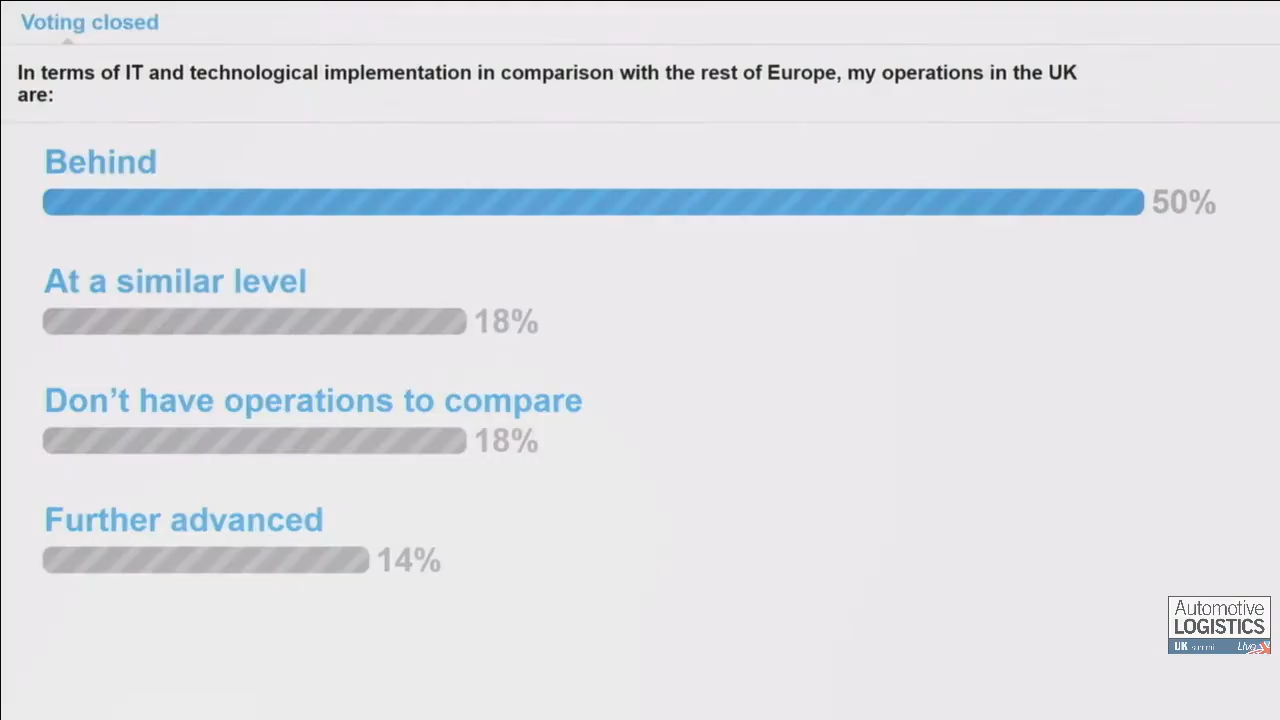 Voting closed
In terms of IT and technological implementation in comparison with the rest of Europe, my operations in the UK
are:
Behind
50%
At a similar level
18%
Don’t have operations to compare
18%
Further advanced
14%
Automotive
LOGISTICS
UK summit Live